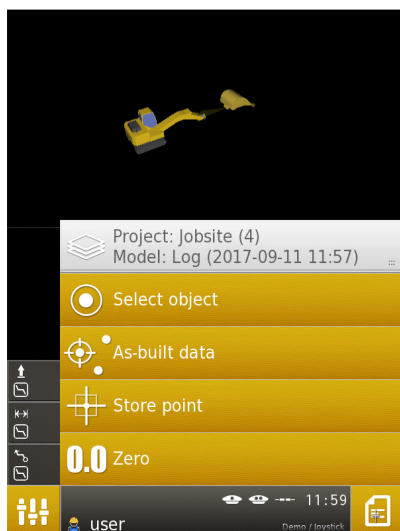 Project: Jobsite (4)
Model: Log (2017-09-11 11:57)
Select object
As-built data
Store point
0.0 Zero
11:59
user
Demo / Joystick